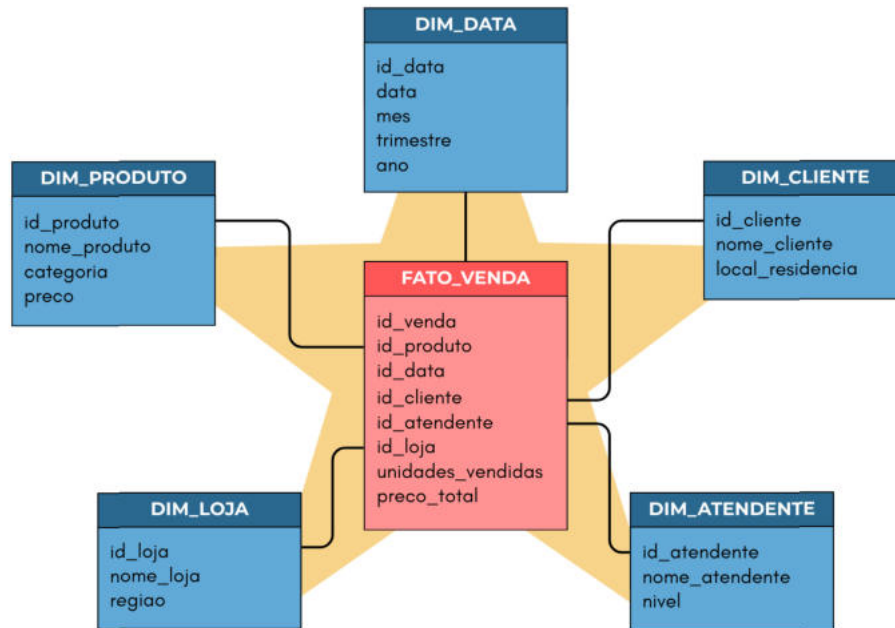 DIM_DATA
id_data
data
mes
trimestre
ano
DIM_PRODUTO
id_produto
nome_produto
categoria
preco
DIM_CLIENTE
id_cliente
nome_cliente
local_residencia
FATO_VENDA
id_venda
id_produto
id_data
id_cliente
id_atendente
id_loja
unidades_vendidas
preco_total
DIM_LOJA
id_loja
nome_loja
regiao
DIM_ATENDENTE
id_atendente
nome_atendente
nivel